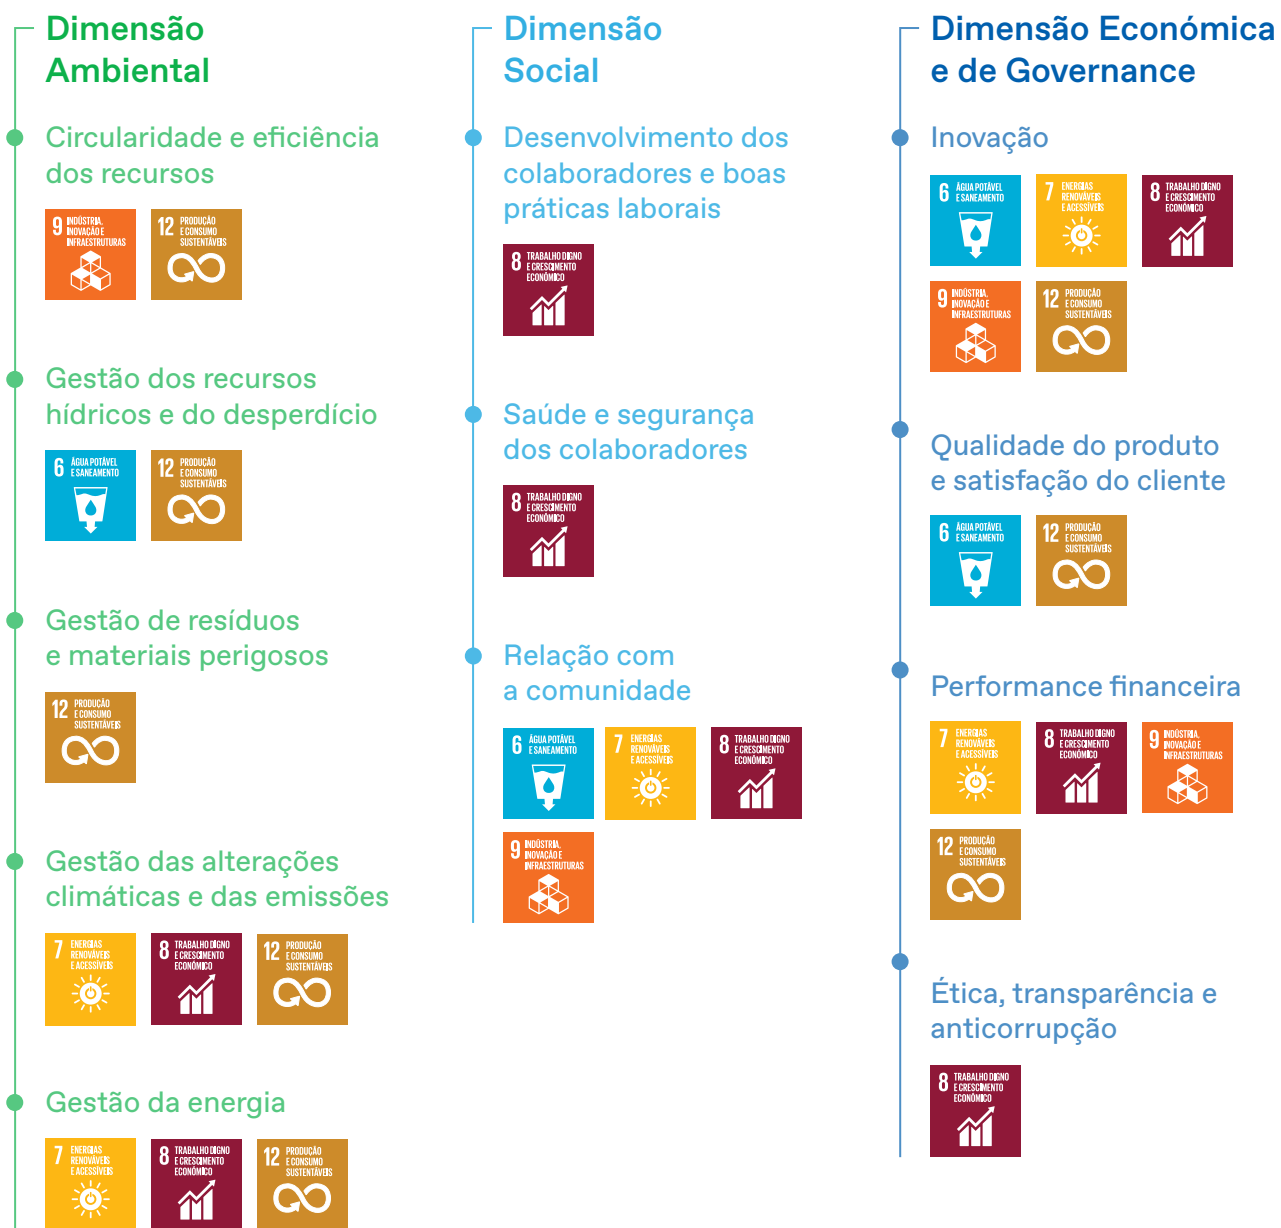 Dimensão
Ambiental
Circularidade e eficiência
dos recursos
9 INDÚSTRIA,
INOVAÇÃO E
INFRAESTRUTURAS
12 PRODUÇÃO
E CONSUMO
SUSTENTÁVEIS
Gestão dos recursos
hídricos e do desperdício
6 ÁGUA POTÁVEL
E SANEAMENTO
12 PRODUÇÃO
E CONSUMO
SUSTENTÁVEIS
Gestão de resíduos
e materiais perigosos
12 PRODUÇÃO
E CONSUMO
SUSTENTÁVEIS
Gestão das alterações
climáticas e das emissões
7 ENERGIAS
RENOVÁVEIS
E ACESSÍVEIS
8 TRABALHO DIGNO
E CRESCIMENTO
ECONÓMICO
12 PRODUÇÃO
E CONSUMO
SUSTENTÁVEIS
Gestão da energia
7 ENERGIAS
RENOVÁVEIS
E ACESSÍVEIS
8 TRABALHO DIGNO
E CRESCIMENTO
ECONÓMICO
12 PRODUÇÃO
E CONSUMO
SUSTENTÁVEIS
Dimensão
Social
Desenvolvimento dos
colaboradores e boas
práticas laborais
8 TRABALHO DIGNO
E CRESCIMENTO
ECONÓMICO
Saúde e segurança
dos colaboradores
8 TRABALHO DIGNO
E CRESCIMENTO
ECONÓMICO
Relação com
a comunidade
6 ÁGUA POTÁVEL
E SANEAMENTO
7 ENERGIAS
RENOVÁVEIS
E ACESSÍVEIS
8 TRABALHO DIGNO
E CRESCIMENTO
ECONÓMICO
9 INDÚSTRIA,
INOVAÇÃO E
INFRAESTRUTURAS
Dimensão Económica
e de Governance
Inovação
6 ÁGUA POTÁVEL
E SANEAMENTO
7 ENERGIAS
RENOVÁVEIS
E ACESSÍVEIS
8 TRABALHO DIGNO
E CRESCIMENTO
ECONÓMICO
9 INDÚSTRIA,
INOVAÇÃO E
INFRAESTRUTURAS
12 PRODUÇÃO
E CONSUMO
SUSTENTÁVEIS
Qualidade do produto
e satisfação do cliente
6 ÁGUA POTÁVEL
E SANEAMENTO
12 PRODUÇÃO
E CONSUMO
SUSTENTÁVEIS
Performance financeira
7 ENERGIAS
RENOVÁVEIS
E ACESSÍVEIS
8 TRABALHO DIGNO
E CRESCIMENTO
ECONÓMICO
9 INDÚSTRIA,
INOVAÇÃO E
INFRAESTRUTURAS
12 PRODUÇÃO
E CONSUMO
SUSTENTÁVEIS
Ética, transparência e
anticorrupção
8 TRABALHO DIGNO
E CRESCIMENTO
ECONÓMICO